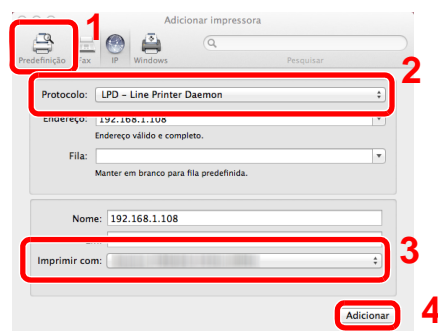 Adicionar impressora
1
Predefinição Fax IP Windows Pesquisar
2
Protocolo: LPD – Line Printer Daemon
Endereço: 192.168.1.108
Endereço válido e completo.
Fila:
Manter em branco para fila predefinida.
Nome: 192.168.1.108
3
Imprimir com:
Adicionar 4